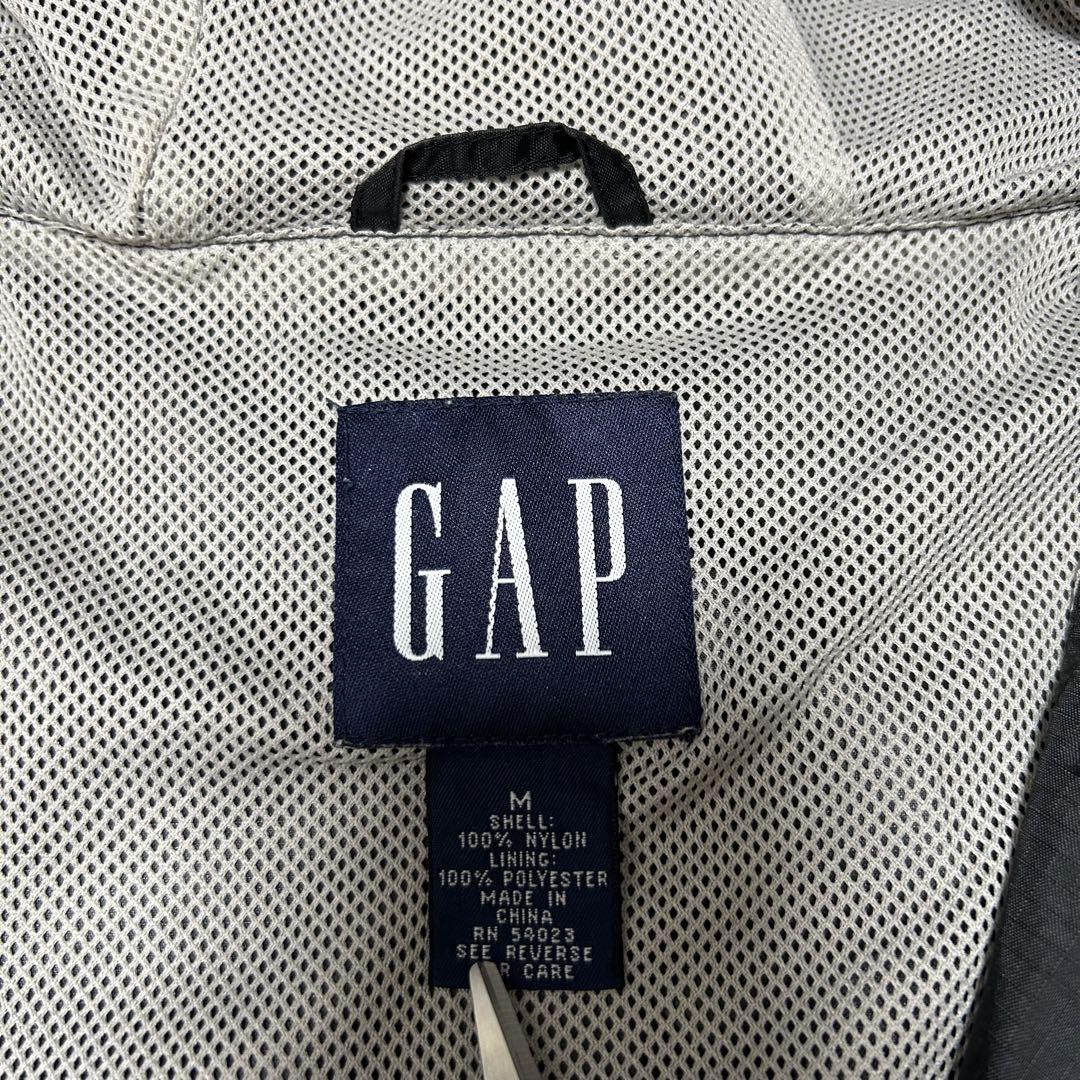 GAP
M
SHELL:
100% NYLON
LINING:
100% POLYESTER
MADE IN
CHINA
RN 54023
SEE REVERSE
R CARE